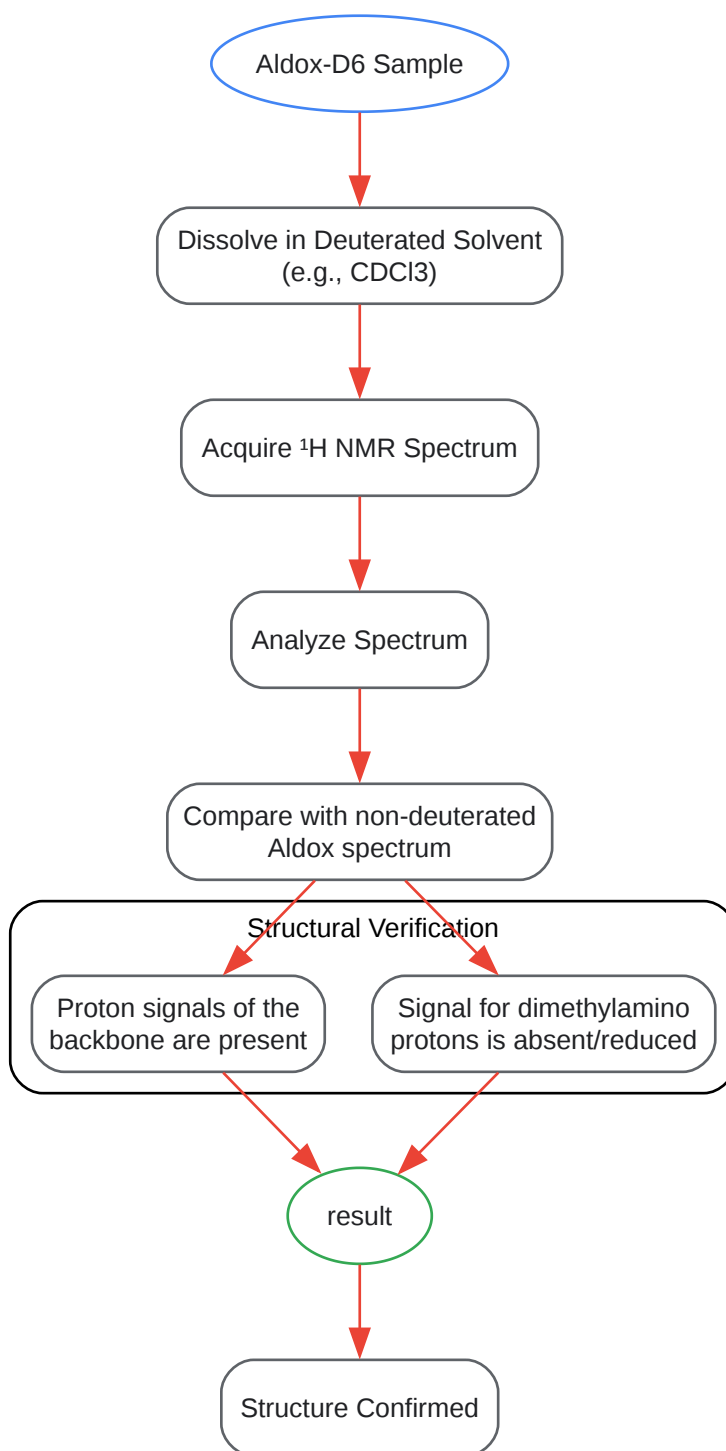 Aldox-D6 Sample
Dissolve in Deuterated Solvent
(e.g., CDCl3)
Acquire ¹H NMR Spectrum
Analyze Spectrum
Compare with non-deuterated
Aldox spectrum
Structural Verification
Proton signals of the
backbone are present
Signal for dimethylamino
protons is absent/reduced
result
Structure Confirmed